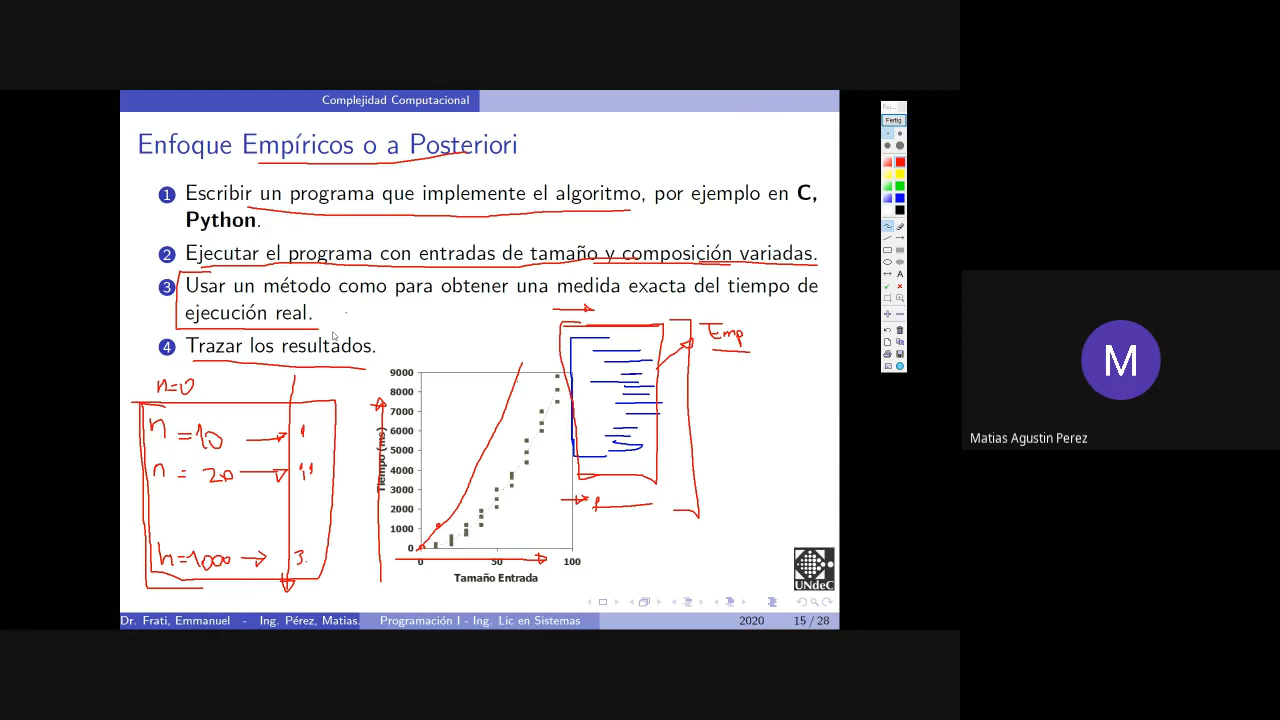 Complejidad Computacional
Enfoque Empíricos o a Posteriori
1 Escribir un programa que implemente el algoritmo, por ejemplo en C,
Python.
2 Ejecutar el programa con entradas de tamaño y composición variadas.
3 Usar un método como para obtener una medida exacta del tiempo de
ejecución real.
4 Trazar los resultados.
n=0
n =10
n = 20
n=1000 3.
Tiempo (ms)
9000
8000
7000
6000
5000
4000
3000
2000
1000
0
0 50 100
Tamaño Entrada
Emp
UNdeC
Dr. Frati, Emmanuel - Ing. Pérez, Matias. Programación I - Ing. Lic en Sistemas 2020 15 / 28
Fertig
A
M
Matias Agustin Perez